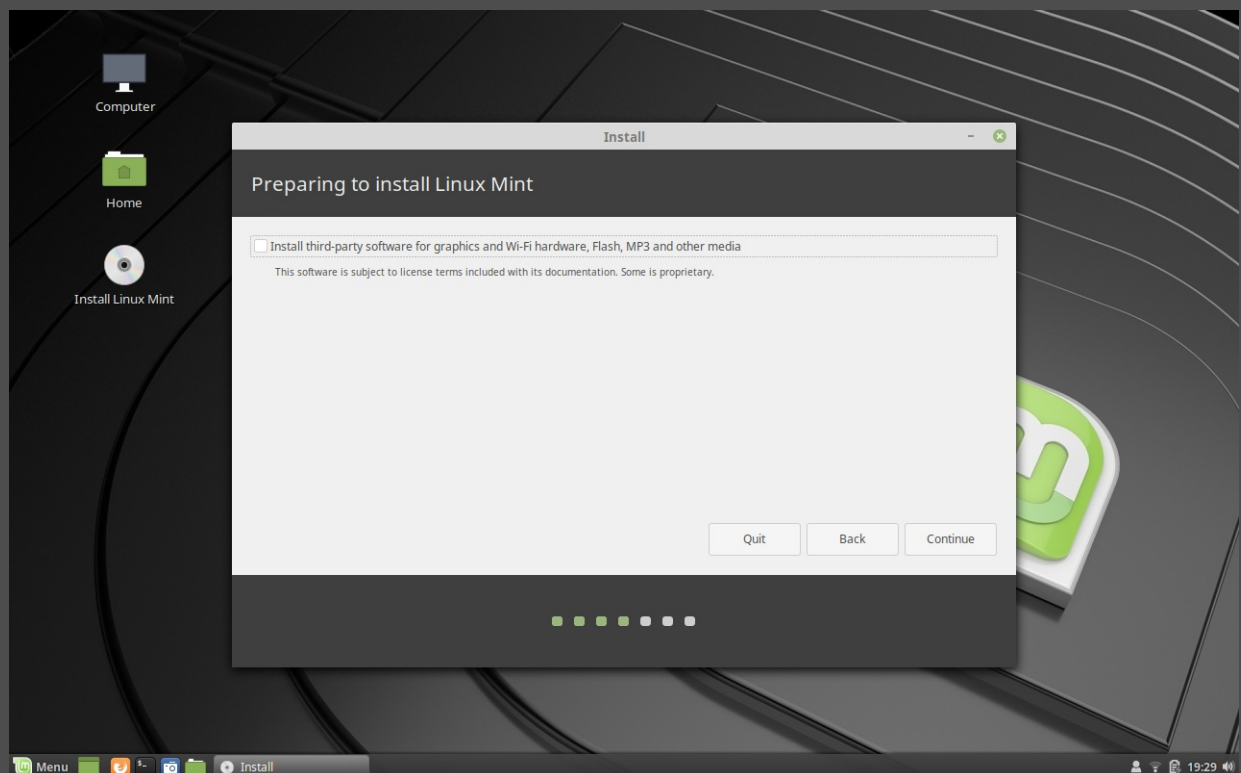 Computer
Home
Install Linux Mint
Install
Preparing to install Linux Mint
Install third-party software for graphics and Wi-Fi hardware, Flash, MP3 and other media
This software is subject to license terms included with its documentation. Some is proprietary.
Quit Back Continue
Menu $- Install 19:29